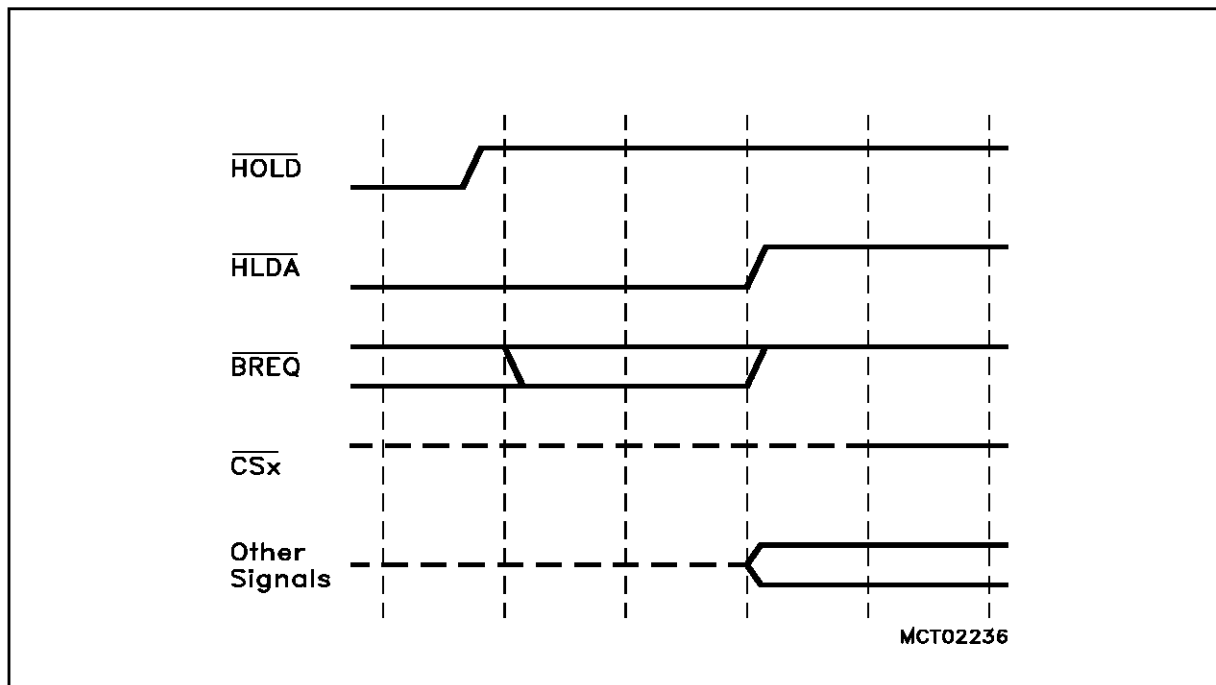 HOLD
HLDA
BREQ
CSx
Other
Signals
MCT02236